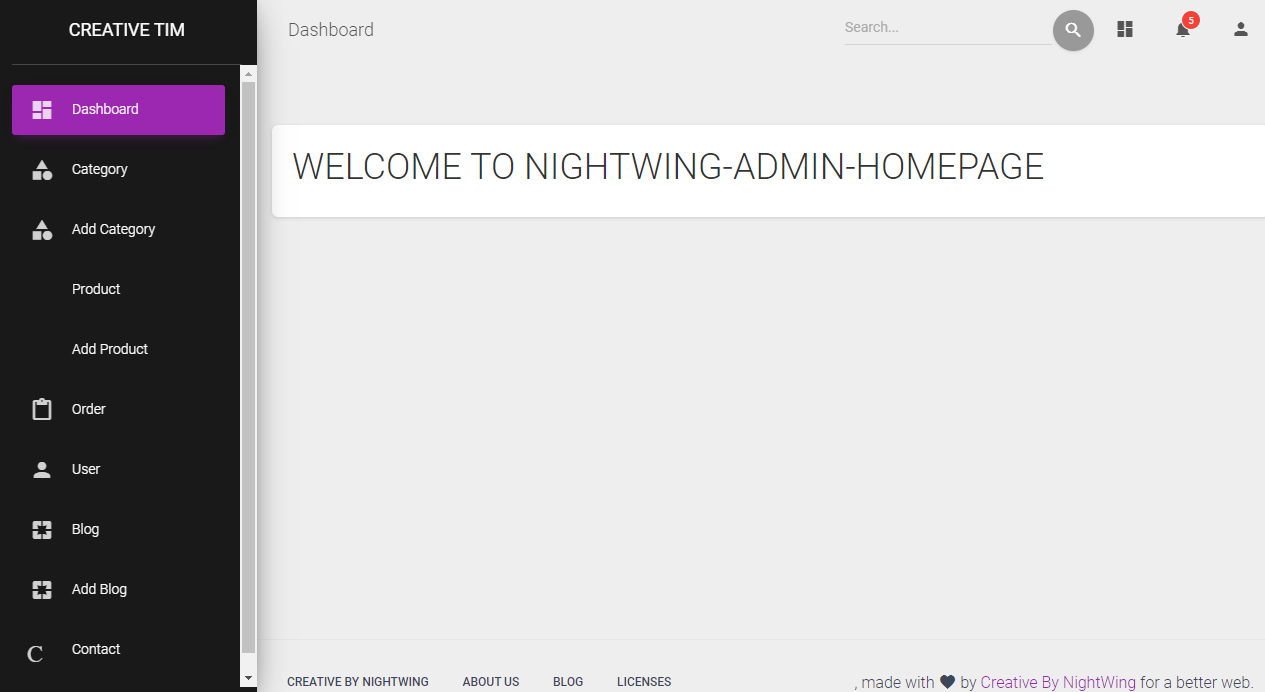 CREATIVE TIM
Dashboard
Category
Add Category
Product
Add Product
Order
User
Blog
Add Blog
C Contact
Dashboard
Search...
5
WELCOME TO NIGHTWING-ADMIN-HOMEPAGE
CREATIVE BY NIGHTWING ABOUT US BLOG LICENSES
, made with by Creative By NightWing for a better web.